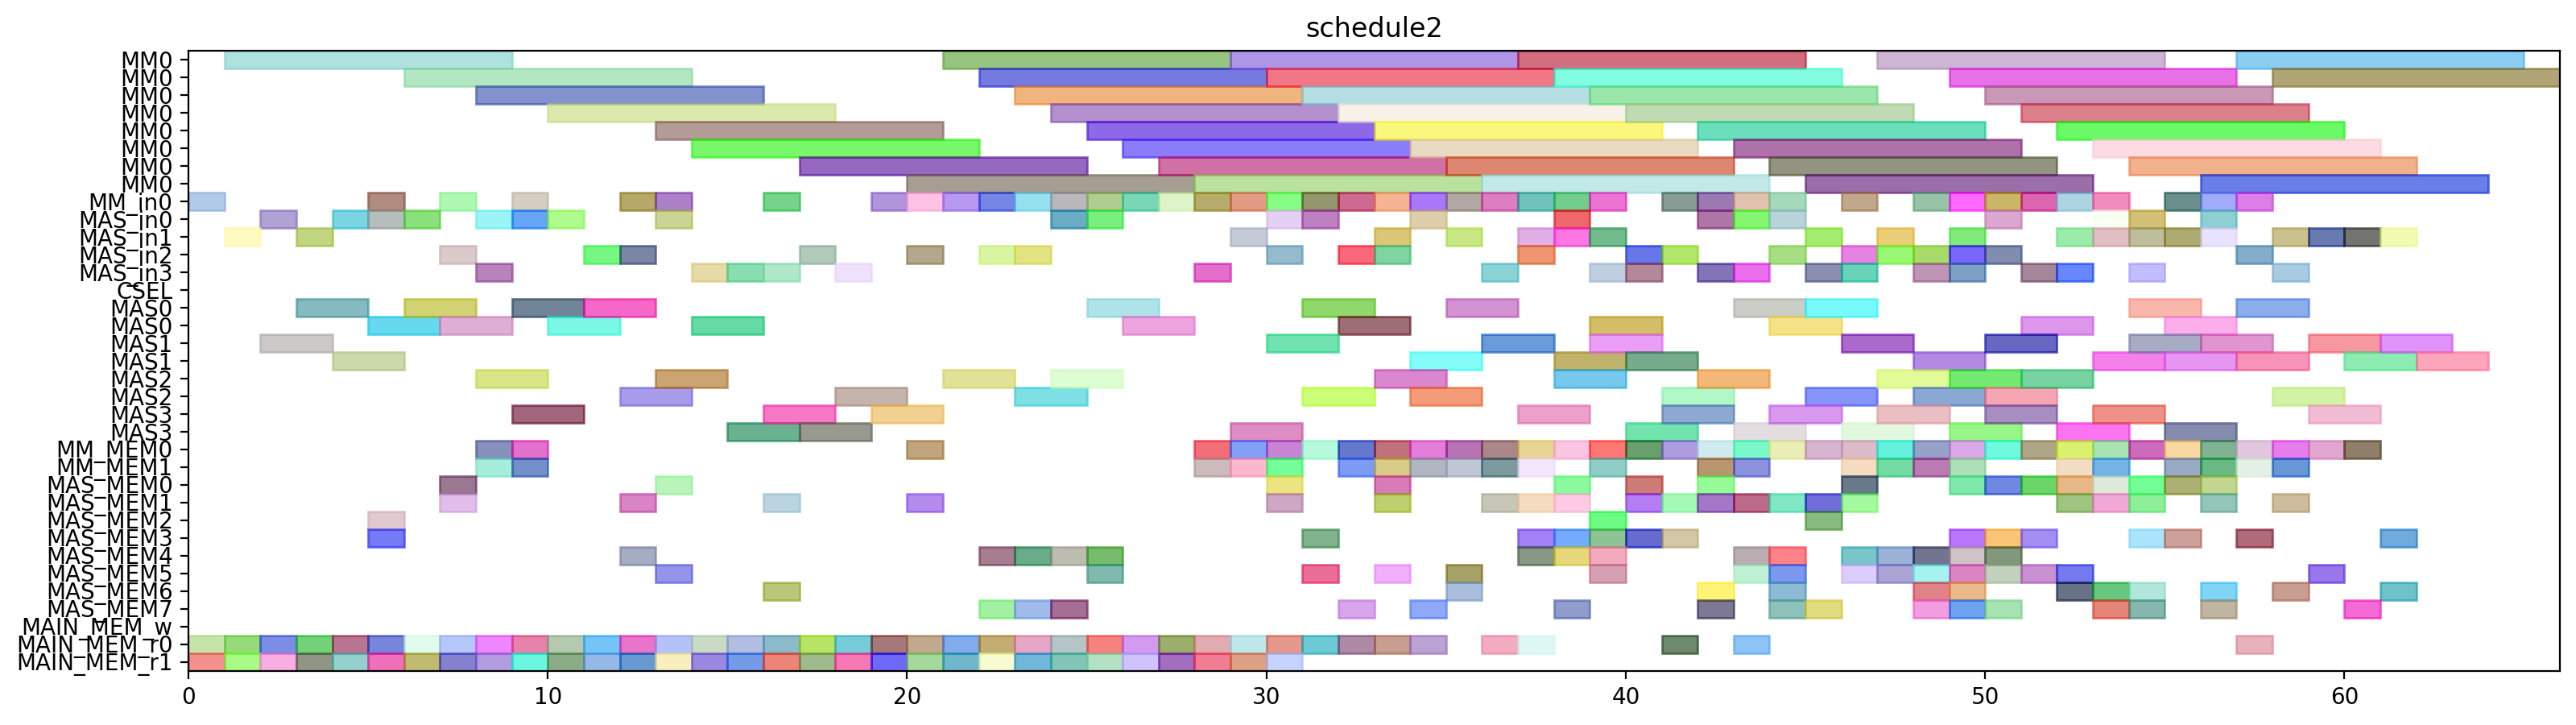 schedule2
MM0
MM0
MM0
MM0
MM0
MM0
MM0
MM0
MM_in0
MAS_in0
MAS_in1
MAS_in2
MAS_in3
CSEL
MAS0
MAS0
MAS1
MAS1
MAS2
MAS2
MAS3
MAS3
MM_MEM0
MM_MEM1
MAS_MEM0
MAS_MEM1
MAS_MEM2
MAS_MEM3
MAS_MEM4
MAS_MEM5
MAS_MEM6
MAS_MEM7
MAIN_MEM_w
MAIN_MEM_r0
MAIN_MEM_r1
0 10 20 30 40 50 60